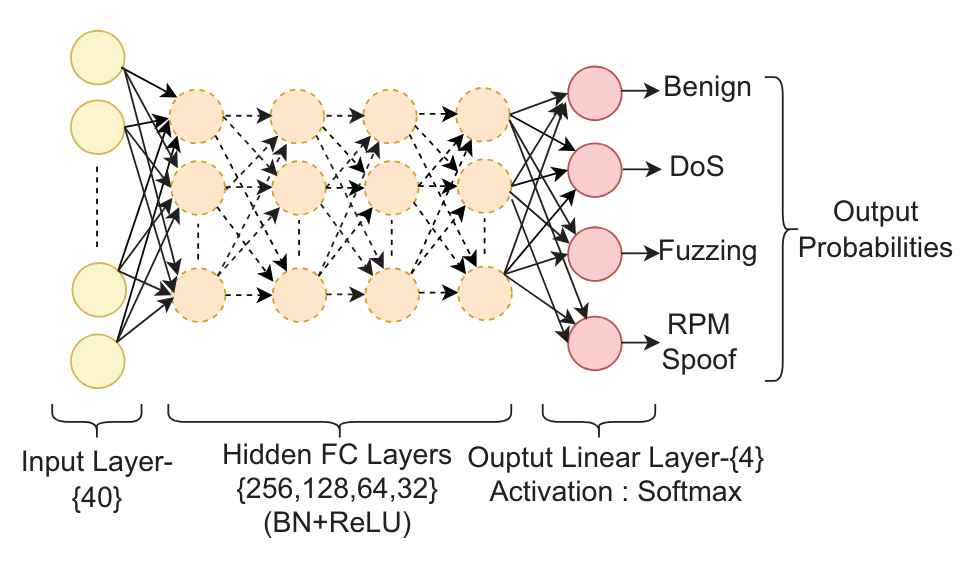 Benign
DoS
Fuzzing
RPM
Spoof
Output
Probabilities
Input Layer-
{40}
Hidden FC Layers
{256,128,64,32}
(BN+ReLU)
Ouptut Linear Layer-{4}
Activation : Softmax